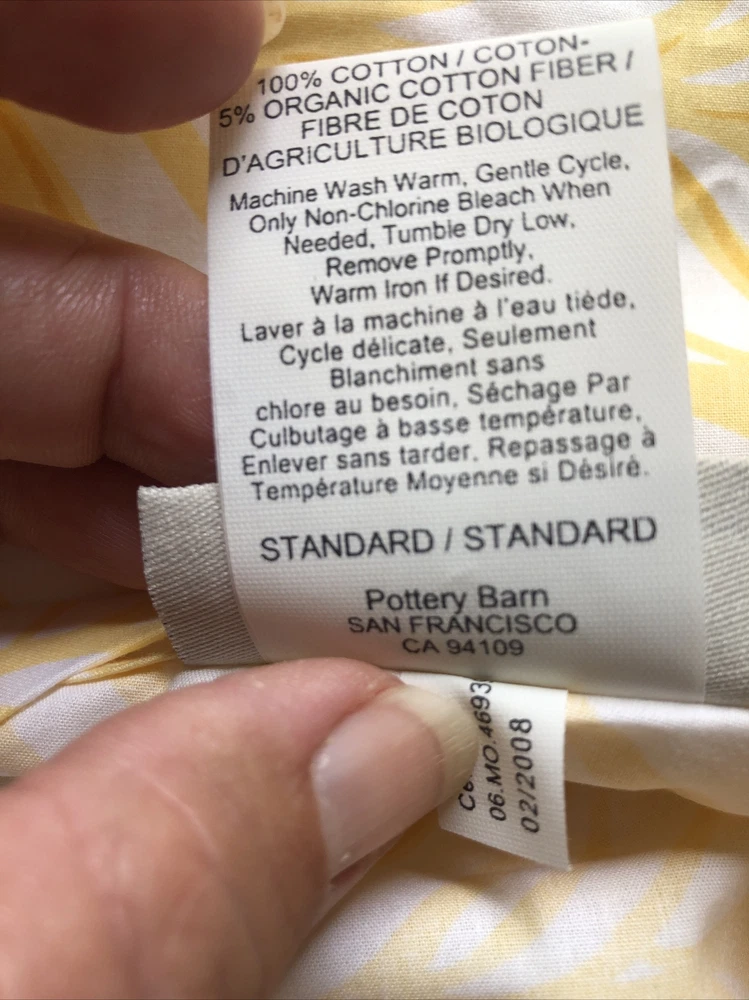 100% COTTON / COTON-
5% ORGANIC COTTON FIBER /
FIBRE DE COTON
D'AGRICULTURE BIOLOGIQUE
Machine Wash Warm, Gentle Cycle,
Only Non-Chlorine Bleach When
Needed, Tumble Dry Low,
Remove Promptly,
Warm Iron If Desired.
Laver à la machine à l'eau tiède,
Cycle délicate, Seulement
Blanchiment sans
chlore au besoin, Séchage Par
Culbutage à basse température,
Enlever sans tarder. Repassage à
Température Moyenne si Désiré.
STANDARD / STANDARD
Pottery Barn
SAN FRANCISCO
CA 94109
06.MO.4693
02/2008